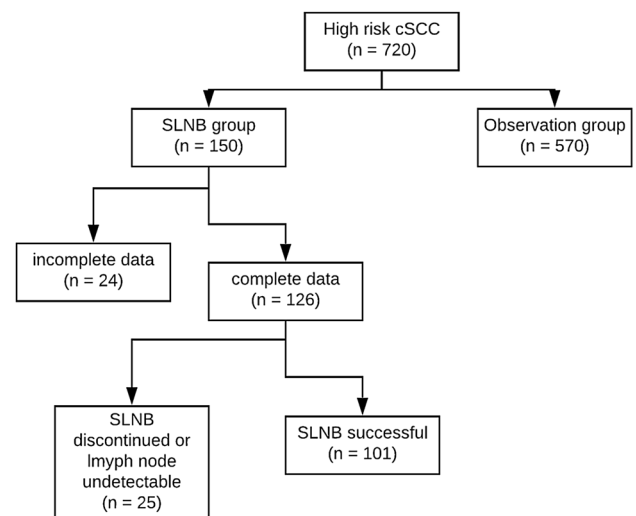 High risk cSCC
(n = 720)
SLNB group
(n = 150)
Observation group
(n = 570)
incomplete data
(n = 24)
complete data
(n = 126)
SLNB
discontinued or
lmyph node
undetectable
(n = 25)
SLNB successful
(n = 101)